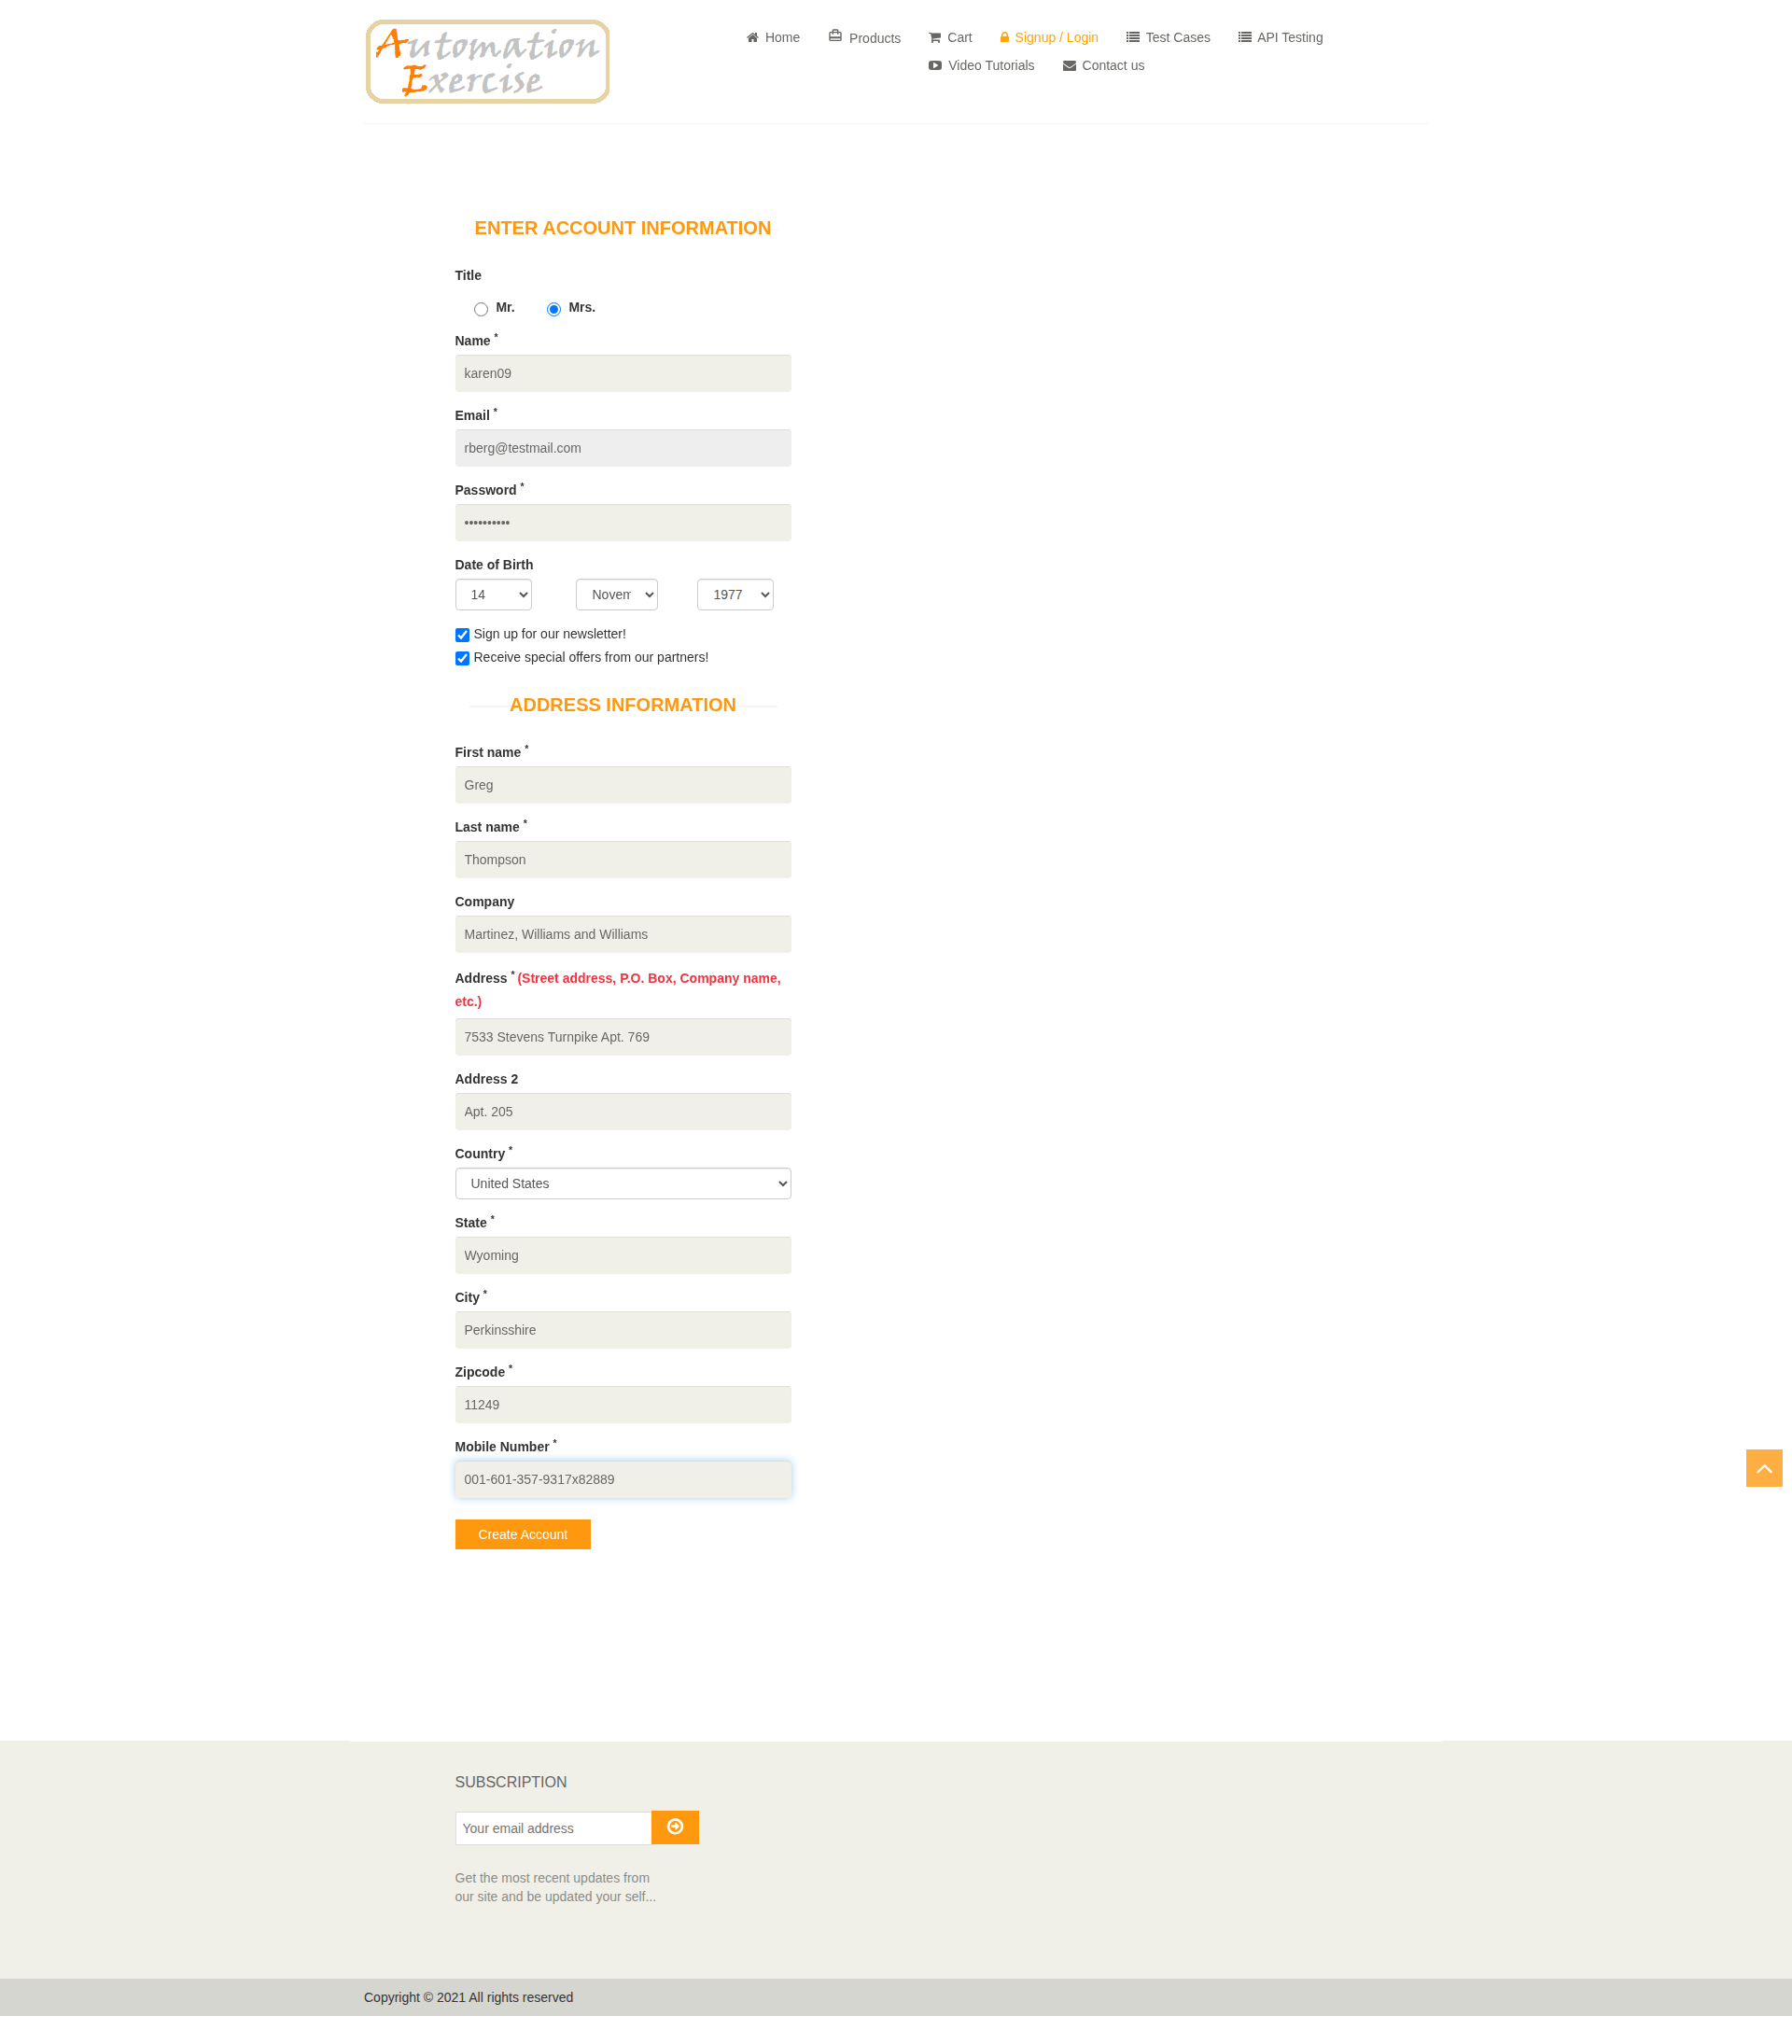 Automation
Exercise
Home
Products
Cart
Signup / Login
Test Cases
API Testing
Video Tutorials
Contact us
ENTER ACCOUNT INFORMATION
Title
Mr.
Mrs.
Name *
karen09
Email *
rberg@testmail.com
Password *
••••••••••
Date of Birth
14
Novem
1977
Sign up for our newsletter!
Receive special offers from our partners!
ADDRESS INFORMATION
First name *
Greg
Last name *
Thompson
Company
Martinez, Williams and Williams
Address * (Street address, P.O. Box, Company name,
etc.)
7533 Stevens Turnpike Apt. 769
Address 2
Apt. 205
Country *
United States
State *
Wyoming
City *
Perkinsshire
Zipcode *
11249
Mobile Number *
001-601-357-9317x82889
Create Account
SUBSCRIPTION
Your email address
Get the most recent updates from
our site and be updated your self...
Copyright © 2021 All rights reserved